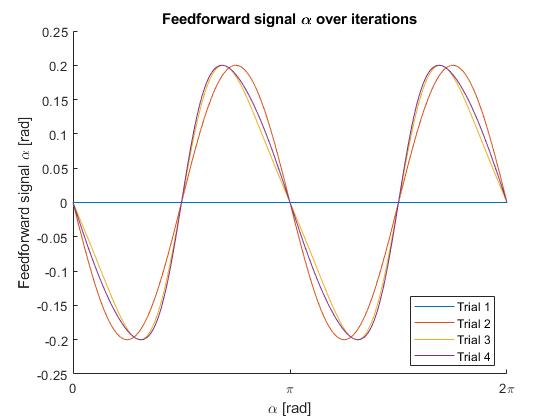 Feedforward signal α over iterations
Feedforward signal α [rad]
0.25
0.2
0.15
0.1
0.05
0
-0.05
-0.1
-0.15
-0.2
-0.25
0
π
2π
α [rad]
Trial 1
Trial 2
Trial 3
Trial 4